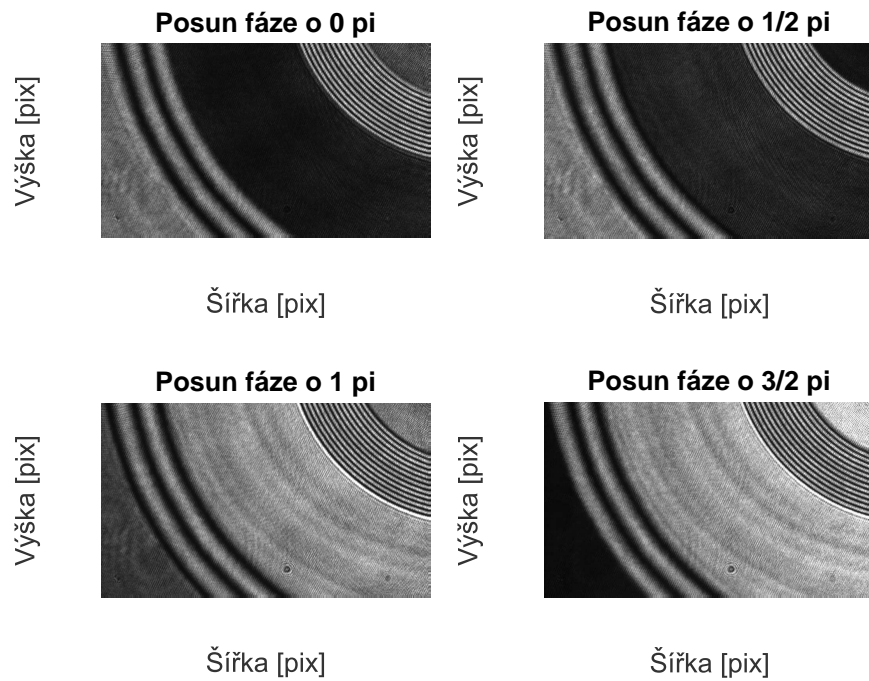 Posun fáze o 0 pi
Výška [pix]
Šířka [pix]
Posun fáze o 1/2 pi
Výška [pix]
Šířka [pix]
Posun fáze o 1 pi
Výška [pix]
Šířka [pix]
Posun fáze o 3/2 pi
Výška [pix]
Šířka [pix]